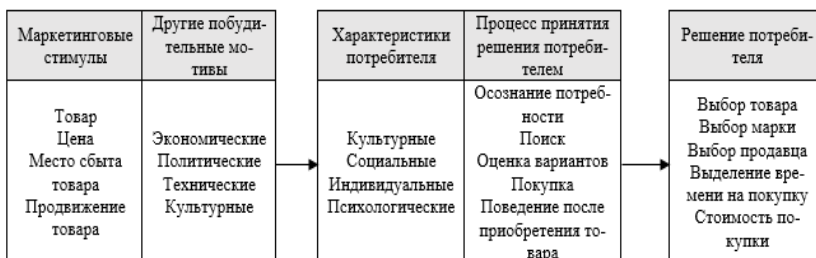 Маркетинговые
стимулы
Товар
Цена
Место сбыта
товара
Продвижение
товара
Другие побуди-
тельные мо-
тивы
Экономические
Политические
Технические
Культурные
Характеристики
потребителя
Культурные
Социальные
Индивидуальные
Психологические
Процесс принятия
решения потреби-
телем
Осознание потреб-
ности
Поиск
Оценка вариантов
Покупка
Поведение после
приобретения то-
вара
Решение потреби-
теля
Выбор товара
Выбор марки
Выбор продавца
Выделение вре-
мени на покупку
Стоимость по-
купки